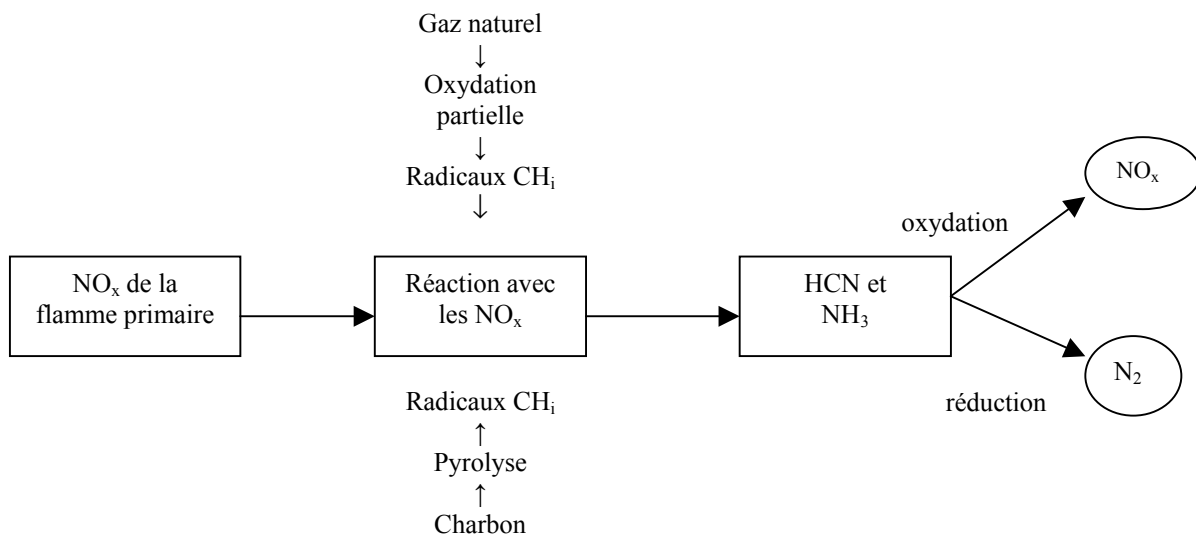 Gaz naturel
↓
Oxydation
partielle
↓
Radicaux CHᵢ
↓
NOₓ de la
flamme primaire
Réaction avec
les NOₓ
HCN et
NH₃
oxydation
NOₓ
réduction
N₂
Radicaux CHᵢ
↑
Pyrolyse
↑
Charbon